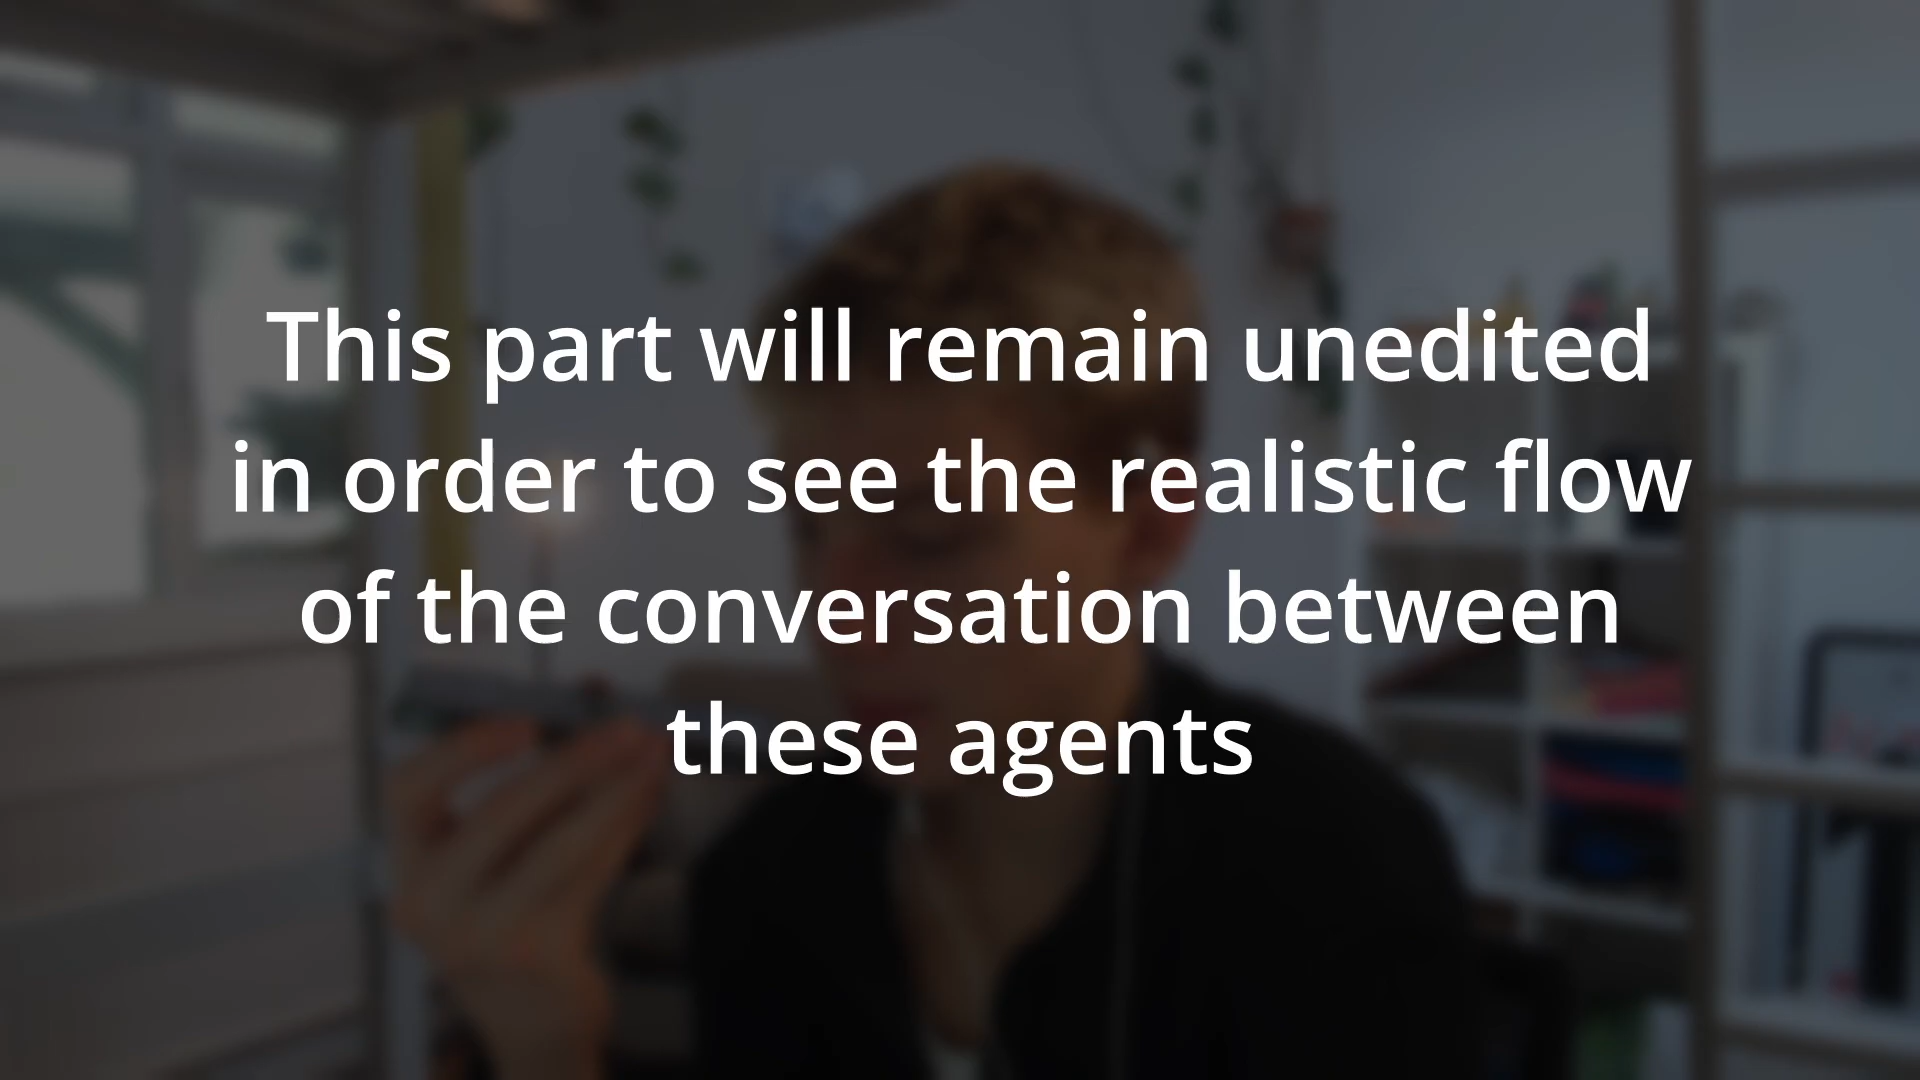 This part will remain unedited
in order to see the realistic flow
of the conversation between
these agents